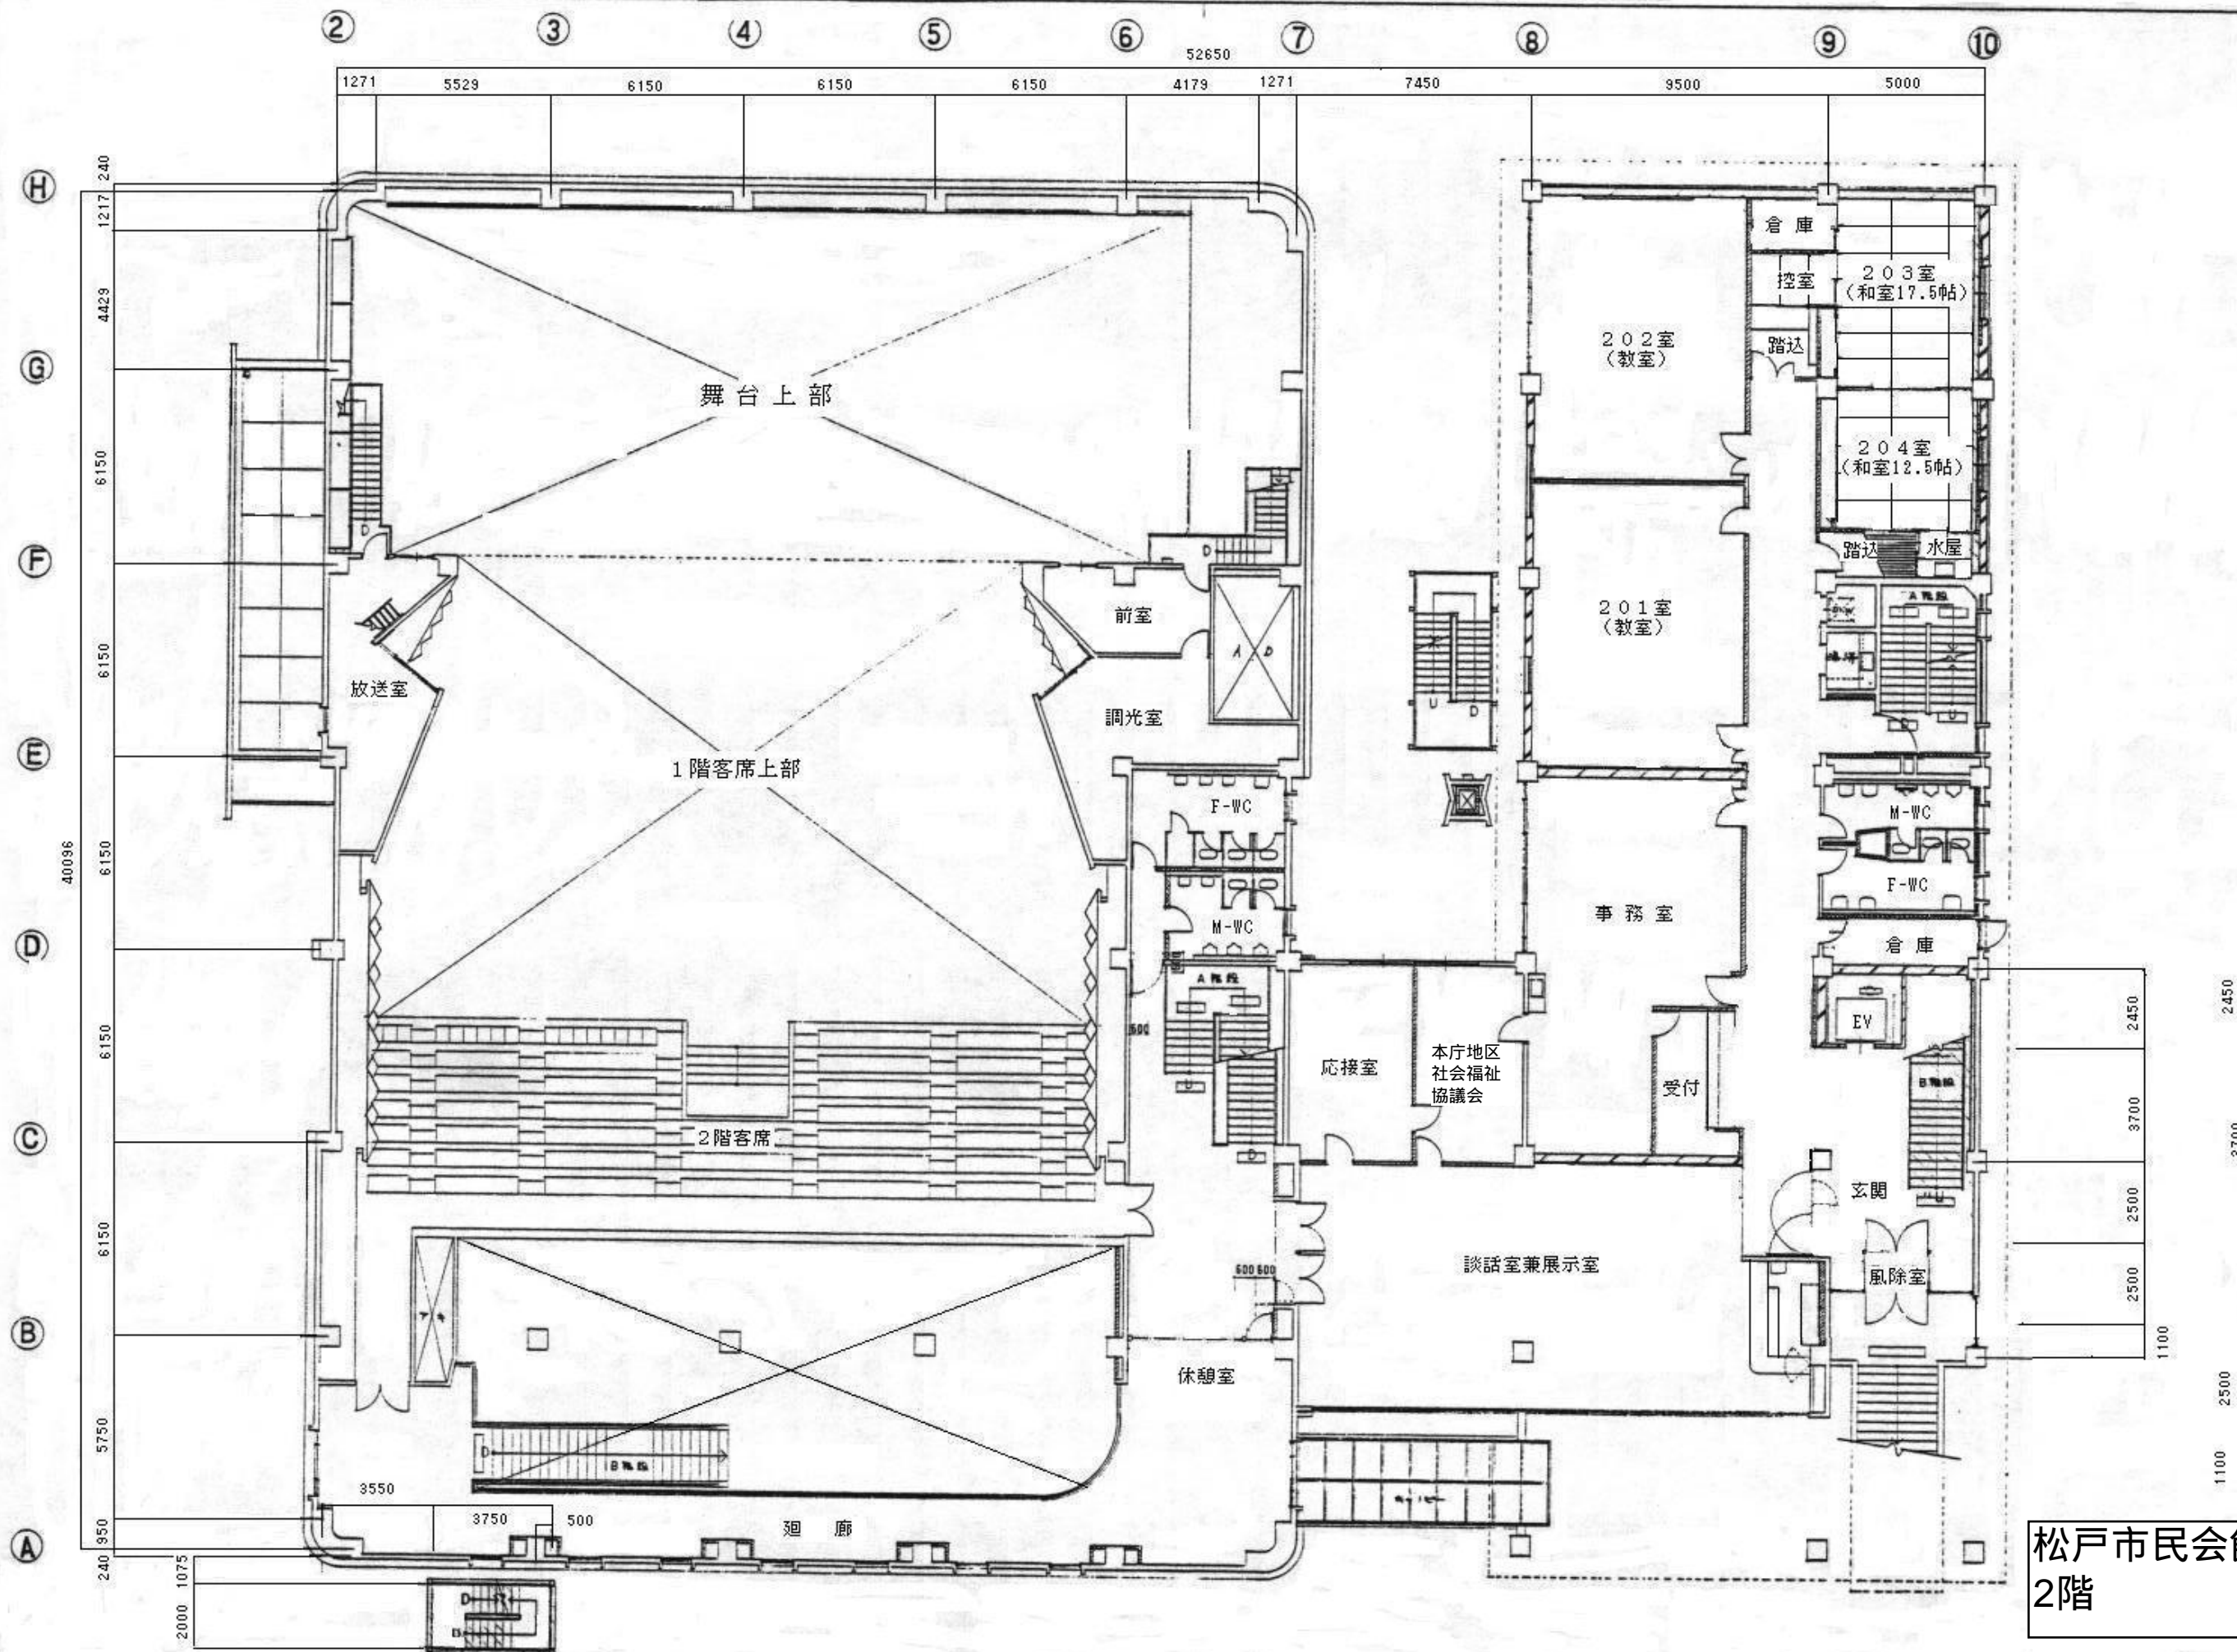 ② ③ ④ ⑤ ⑥ ⑦ ⑧ ⑨ ⑩
52650
1271 5529 6150 6150 6150 4179 1271 7450 9500 5000
Ⓗ
240
1217
4429
Ⓖ
6150
Ⓕ
6150
Ⓔ
6150
40096
Ⓓ
6150
Ⓒ
6150
Ⓑ
5750
950
Ⓐ
240
1075
2000
舞台上部
倉庫
控室
203室
(和室17.5帖)
202室
(教室)
踏込
204室
(和室12.5帖)
踏込
水屋
A階段
D
D
前室
A D
201室
(教室)
放送室
調光室
U D
D U
1階客席上部
F-WC
M-WC
M-WC
F-WC
事務室
倉庫
A階段
EV
600
応接室
本庁地区
社会福祉
協議会
受付
B階段
U
D
2階客席
玄関
U
600 600
談話室兼展示室
風除室
休憩室
D
B階段
3550
3750 500
廻廊
D
2450
3700
2500
2500
1100
2450
3700
2500
1100
松戸市民会館
2階